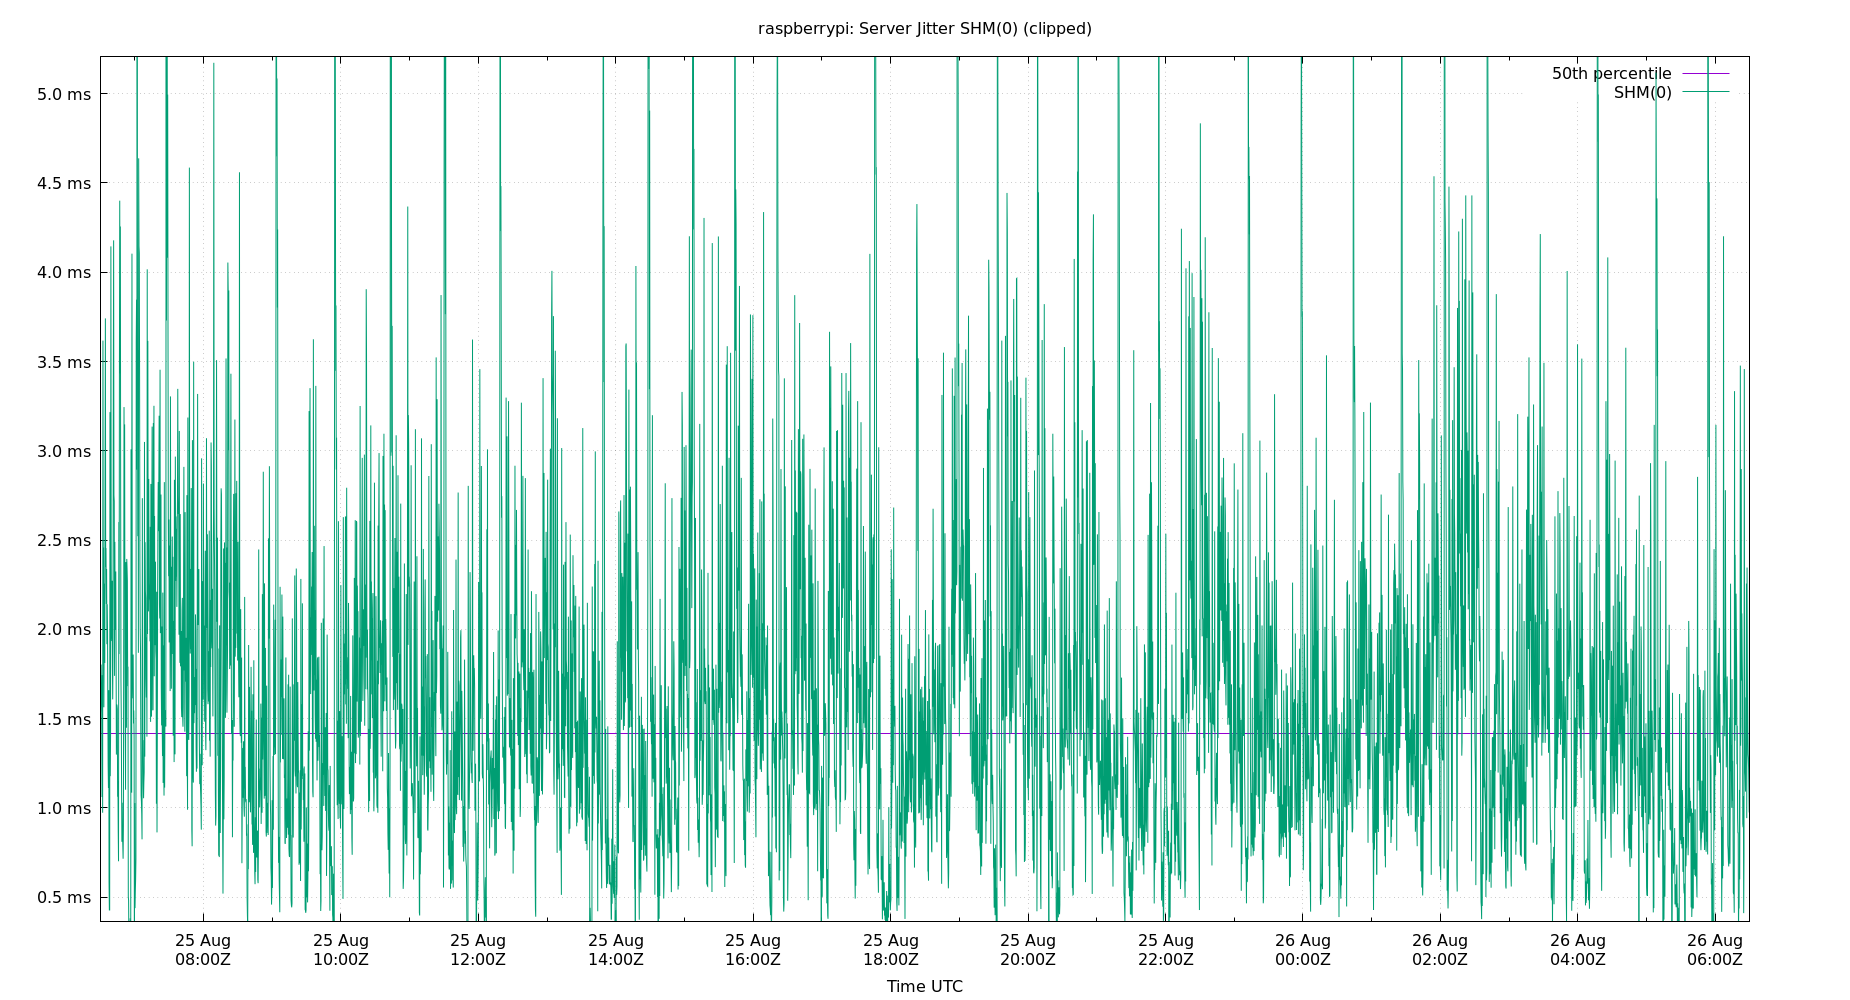 raspberrypi: Server Jitter SHM(0) (clipped)
50th percentile
SHM(0)
5.0 ms
4.5 ms
4.0 ms
3.5 ms
3.0 ms
2.5 ms
2.0 ms
1.5 ms
1.0 ms
0.5 ms
25 Aug 25 Aug 25 Aug 25 Aug 25 Aug 25 Aug 25 Aug 25 Aug 26 Aug 26 Aug 26 Aug 26 Aug
08:00Z 10:00Z 12:00Z 14:00Z 16:00Z 18:00Z 20:00Z 22:00Z 00:00Z 02:00Z 04:00Z 06:00Z
Time UTC